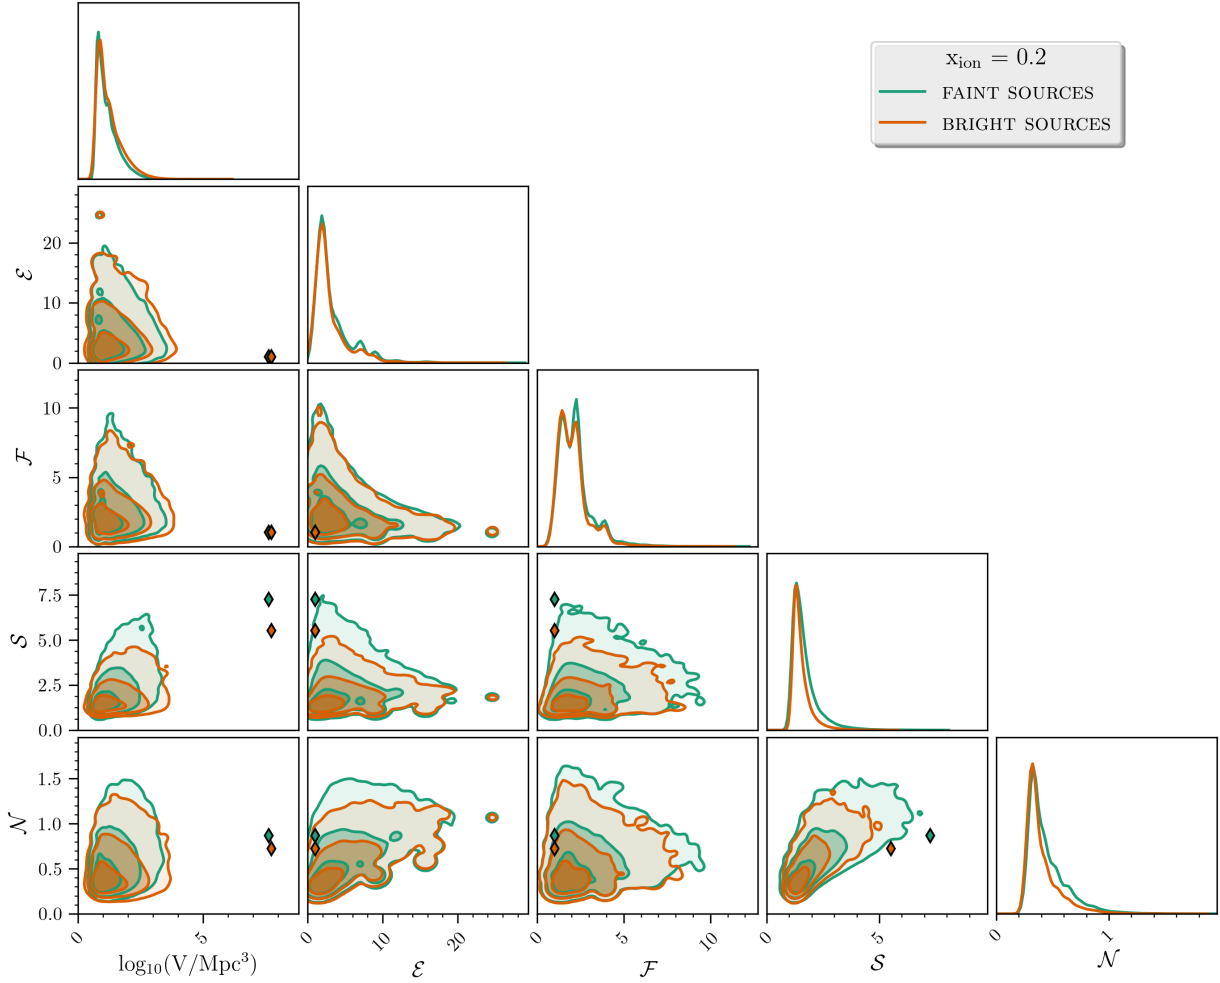 x_ion = 0.2
FAINT SOURCES
BRIGHT SOURCES
20
10
0
ℰ
10
5
0
ℱ
7.5
5.0
2.5
0.0
𝒮
1.5
1.0
0.5
0.0
𝒩
0 5
0 10 20
0 5 10
0 5
0 1
log₁₀(V/Mpc³)
ℰ
ℱ
𝒮
𝒩